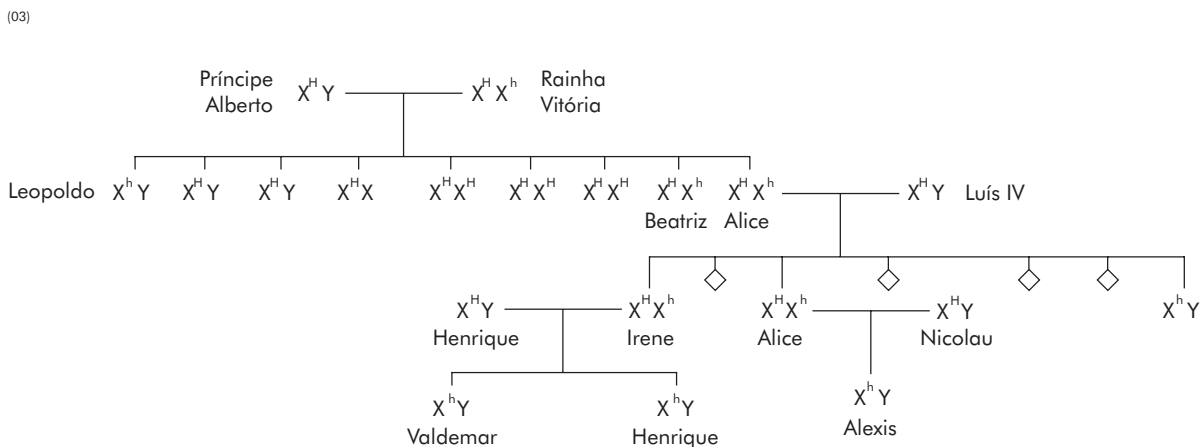 (03)
Príncipe Alberto X^H Y X^H X^h Rainha Vitória
Leopoldo X^h Y X^H Y X^H Y X^H X X^H X^H X^H X^H X^H X^H X^H X^h X^H X^h X^H Y Luís IV
Beatriz Alice
X^H Y X^H X^h X^H X^h X^H Y X^h Y
Henrique Irene Alice Nicolau
X^h Y X^h Y X^h Y
Valdemar Henrique Alexis